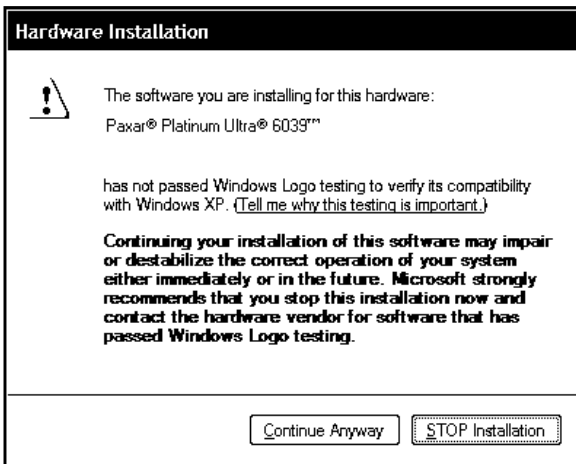 Hardware Installation
The software you are installing for this hardware:
Paxar® Platinum Ultra® 6039™
has not passed Windows Logo testing to verify its compatibility
with Windows XP. (Tell me why this testing is important.)
Continuing your installation of this software may impair
or destabilize the correct operation of your system
either immediately or in the future. Microsoft strongly
recommends that you stop this installation now and
contact the hardware vendor for software that has
passed Windows Logo testing.
Continue Anyway
STOP Installation